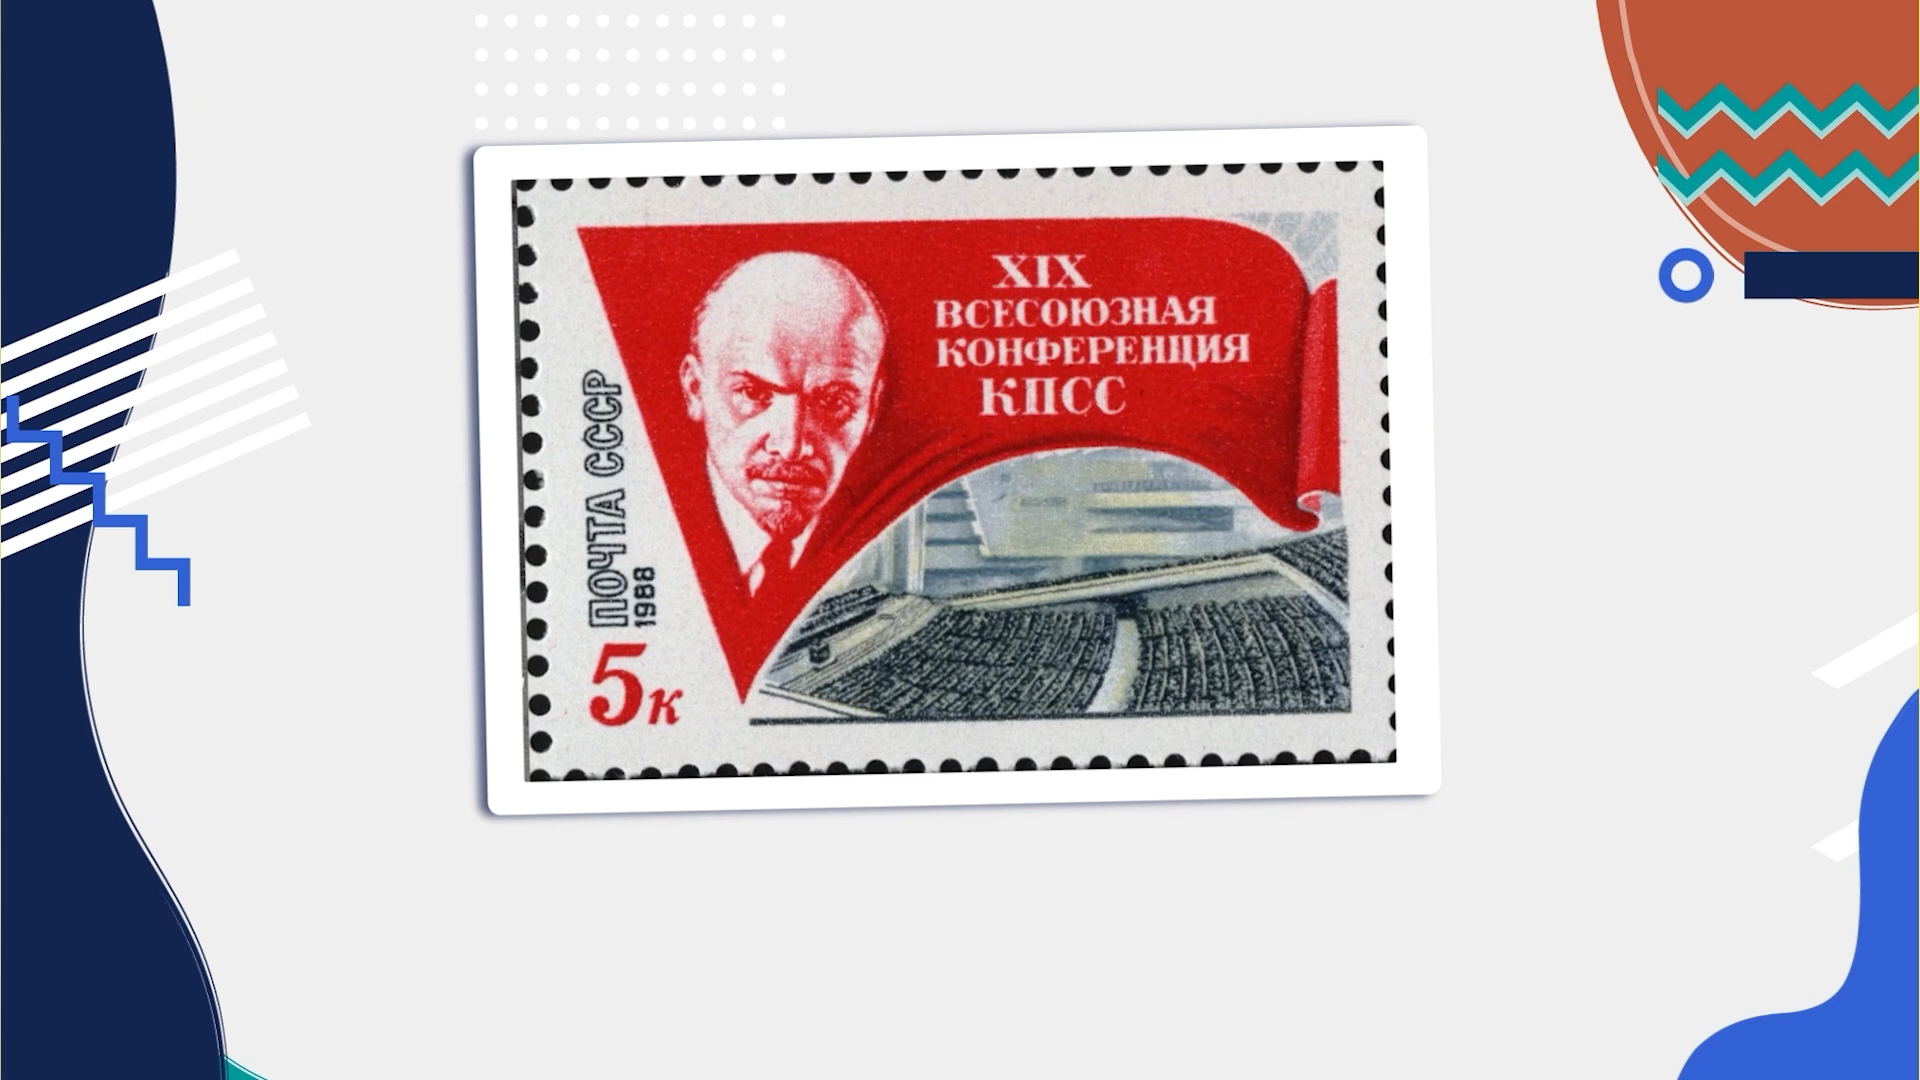 XIX
ВСЕСОЮЗНАЯ
КОНФЕРЕНЦИЯ
КПСС
ПОЧТА СССР
1988
5к